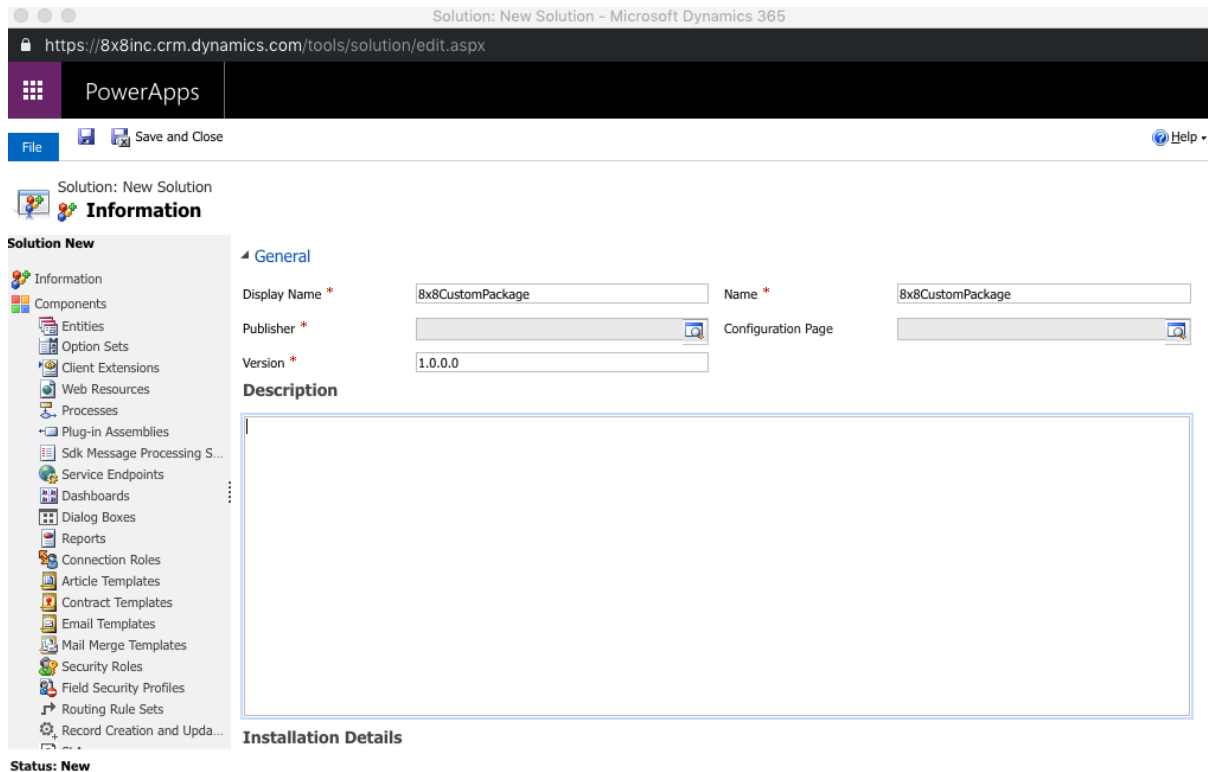 Solution: New Solution - Microsoft Dynamics 365
https://8x8inc.crm.dynamics.com/tools/solution/edit.aspx
PowerApps
File Save and Close Help
Solution: New Solution
Information
Solution New
Information
Components
Entities
Option Sets
Client Extensions
Web Resources
Processes
Plug-in Assemblies
Sdk Message Processing S...
Service Endpoints
Dashboards
Dialog Boxes
Reports
Connection Roles
Article Templates
Contract Templates
Email Templates
Mail Merge Templates
Security Roles
Field Security Profiles
Routing Rule Sets
Record Creation and Upda...
General
Display Name * 8x8CustomPackage Name * 8x8CustomPackage
Publisher * Configuration Page
Version * 1.0.0.0
Description
Installation Details
Status: New